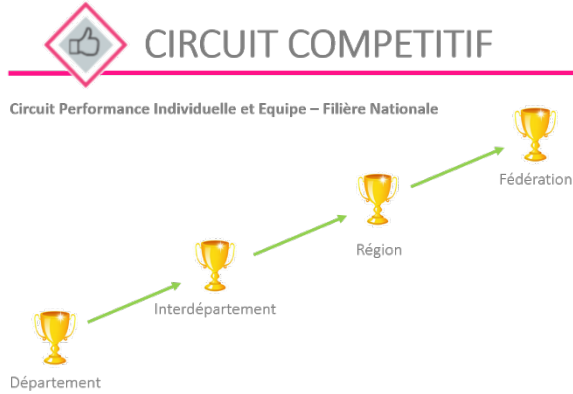 CIRCUIT COMPETITIF
Circuit Performance Individuelle et Equipe – Filière Nationale
Fédération
Région
Interdépartement
Département